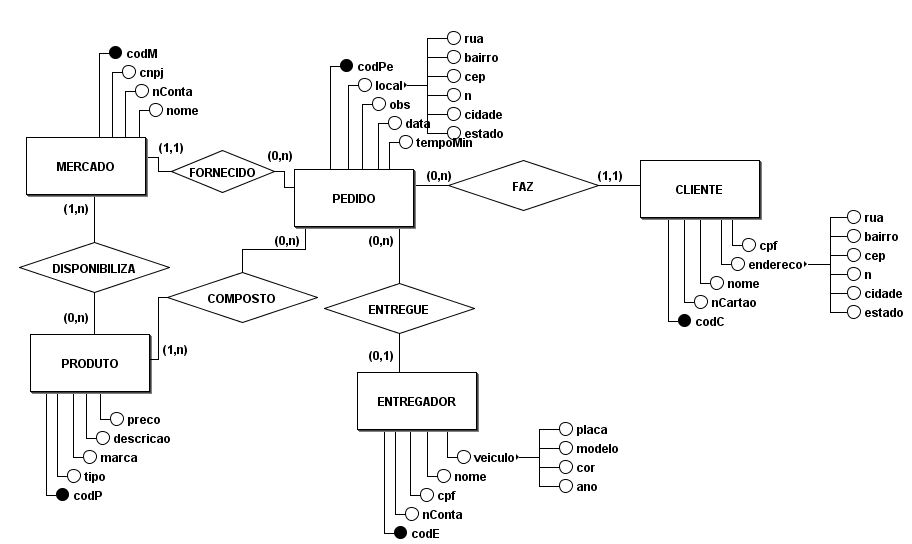 codM
cnpj
nConta
nome
MERCADO
(1,1)
FORNECIDO
(0,n)
codPe
local
rua
bairro
cep
n
cidade
estado
obs
data
tempoMin
PEDIDO
(0,n)
FAZ
(1,1)
CLIENTE
cpf
endereco
rua
bairro
cep
n
cidade
estado
nome
nCartao
codC
(1,n)
DISPONIBILIZA
(0,n)
(0,n)
COMPOSTO
(1,n)
(0,n)
ENTREGUE
(0,1)
PRODUTO
preco
descricao
marca
tipo
codP
ENTREGADOR
veiculo
placa
modelo
cor
ano
nome
cpf
nConta
codE